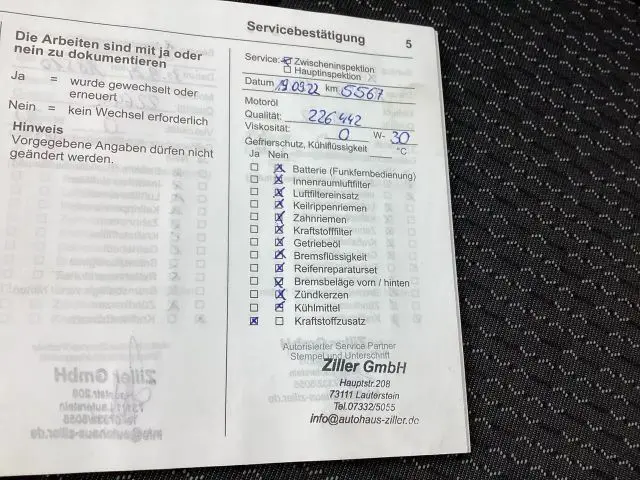 Servicebestätigung
5
Die Arbeiten sind mit ja oder
nein zu dokumentieren
Ja = wurde gewechselt oder
erneuert
Nein = kein Wechsel erforderlich
Hinweis
Vorgegebene Angaben dürfen nicht
geändert werden.
Service: Zwischeninspektion
Hauptinspektion
Datum 19.09.22 km 5567
Motoröl
Qualität: 226 442
Viskosität: 0 W- 30
Gefrierschutz, Kühlflüssigkeit °C
Ja Nein
Batterie (Funkfernbedienung)
Innenraumluftfilter
Luftfiltereinsatz
Keilrippenriemen
Zahnriemen
Kraftstofffilter
Getriebeöl
Bremsflüssigkeit
Reifenreparaturset
Bremsbeläge vorn / hinten
Zündkerzen
Kühlmittel
Kraftstoffzusatz
Autorisierter Service Partner
Stempel und Unterschrift
Ziller GmbH
Hauptstr.208
73111 Lauterstein
Tel.07332/5055
info@autohaus-ziller.de